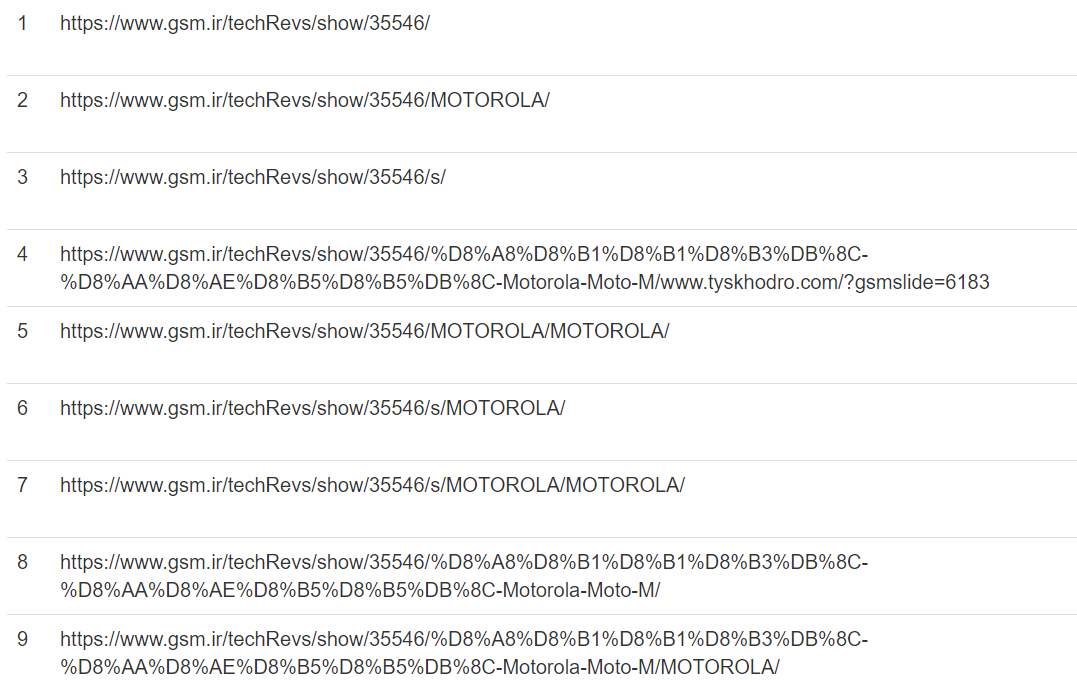 1 https://www.gsm.ir/techRevs/show/35546/
2 https://www.gsm.ir/techRevs/show/35546/MOTOROLA/
3 https://www.gsm.ir/techRevs/show/35546/s/
4 https://www.gsm.ir/techRevs/show/35546/%D8%A8%D8%B1%D8%B1%D8%B3%DB%8C-
%D8%AA%D8%AE%D8%B5%D8%B5%DB%8C-Motorola-Moto-M/www.tyskhodro.com/?gsmslide=6183
5 https://www.gsm.ir/techRevs/show/35546/MOTOROLA/MOTOROLA/
6 https://www.gsm.ir/techRevs/show/35546/s/MOTOROLA/
7 https://www.gsm.ir/techRevs/show/35546/s/MOTOROLA/MOTOROLA/
8 https://www.gsm.ir/techRevs/show/35546/%D8%A8%D8%B1%D8%B1%D8%B3%DB%8C-
%D8%AA%D8%AE%D8%B5%D8%B5%DB%8C-Motorola-Moto-M/
9 https://www.gsm.ir/techRevs/show/35546/%D8%A8%D8%B1%D8%B1%D8%B3%DB%8C-
%D8%AA%D8%AE%D8%B5%D8%B5%DB%8C-Motorola-Moto-M/MOTOROLA/